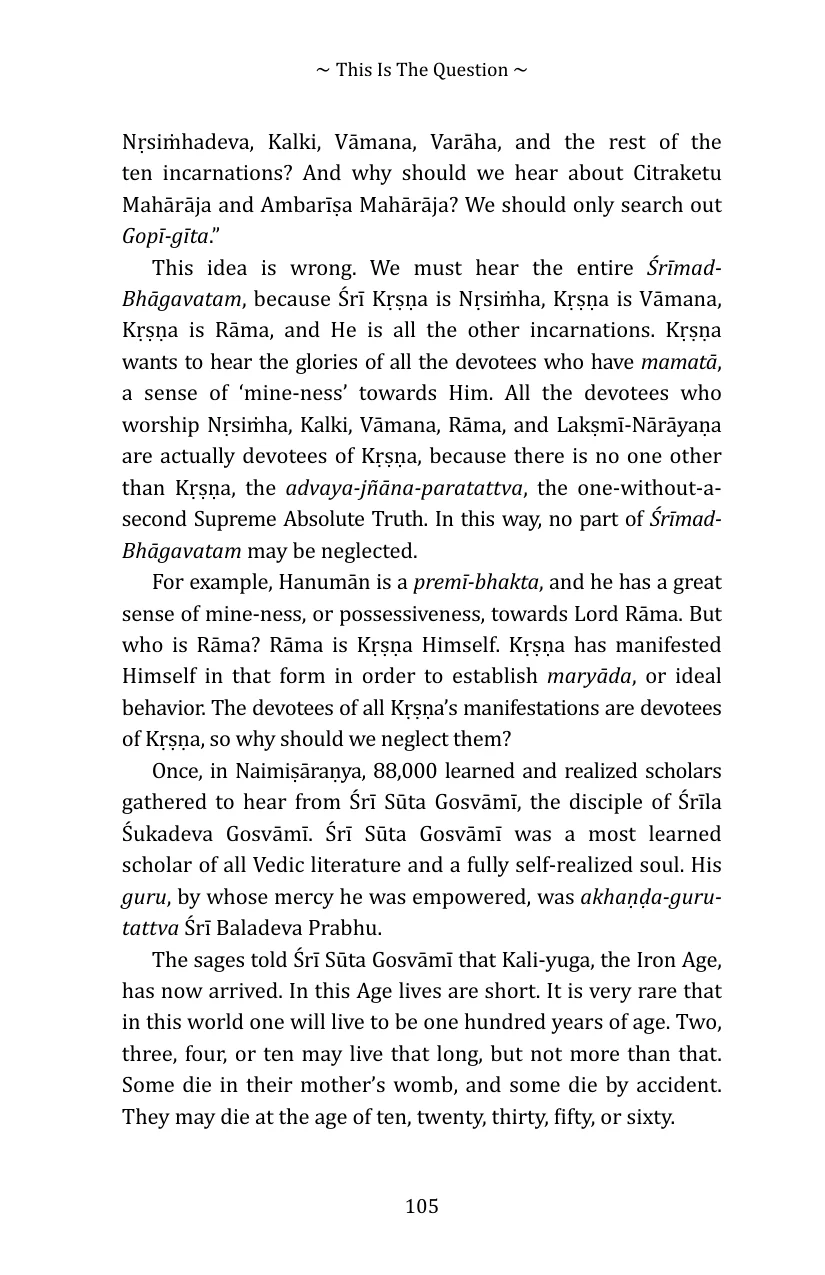 ~ This Is The Question ~
Nṛsiṁhadeva, Kalki, Vāmana, Varāha, and the rest of the
ten incarnations? And why should we hear about Citraketu
Mahārāja and Ambarīṣa Mahārāja? We should only search out
Gopī-gīta.”
This idea is wrong. We must hear the entire Śrīmad-
Bhāgavatam, because Śrī Kṛṣṇa is Nṛsiṁha, Kṛṣṇa is Vāmana,
Kṛṣṇa is Rāma, and He is all the other incarnations. Kṛṣṇa
wants to hear the glories of all the devotees who have mamatā,
a sense of ‘mine-ness’ towards Him. All the devotees who
worship Nṛsiṁha, Kalki, Vāmana, Rāma, and Lakṣmī-Nārāyaṇa
are actually devotees of Kṛṣṇa, because there is no one other
than Kṛṣṇa, the advaya-jñāna-paratattva, the one-without-a-
second Supreme Absolute Truth. In this way, no part of Śrīmad-
Bhāgavatam may be neglected.
For example, Hanumān is a premī-bhakta, and he has a great
sense of mine-ness, or possessiveness, towards Lord Rāma. But
who is Rāma? Rāma is Kṛṣṇa Himself. Kṛṣṇa has manifested
Himself in that form in order to establish maryāda, or ideal
behavior. The devotees of all Kṛṣṇa’s manifestations are devotees
of Kṛṣṇa, so why should we neglect them?
Once, in Naimiṣāraṇya, 88,000 learned and realized scholars
gathered to hear from Śrī Sūta Gosvāmī, the disciple of Śrīla
Śukadeva Gosvāmī. Śrī Sūta Gosvāmī was a most learned
scholar of all Vedic literature and a fully self-realized soul. His
guru, by whose mercy he was empowered, was akhaṇḍa-guru-
tattva Śrī Baladeva Prabhu.
The sages told Śrī Sūta Gosvāmī that Kali-yuga, the Iron Age,
has now arrived. In this Age lives are short. It is very rare that
in this world one will live to be one hundred years of age. Two,
three, four, or ten may live that long, but not more than that.
Some die in their mother’s womb, and some die by accident.
They may die at the age of ten, twenty, thirty, fifty, or sixty.
105